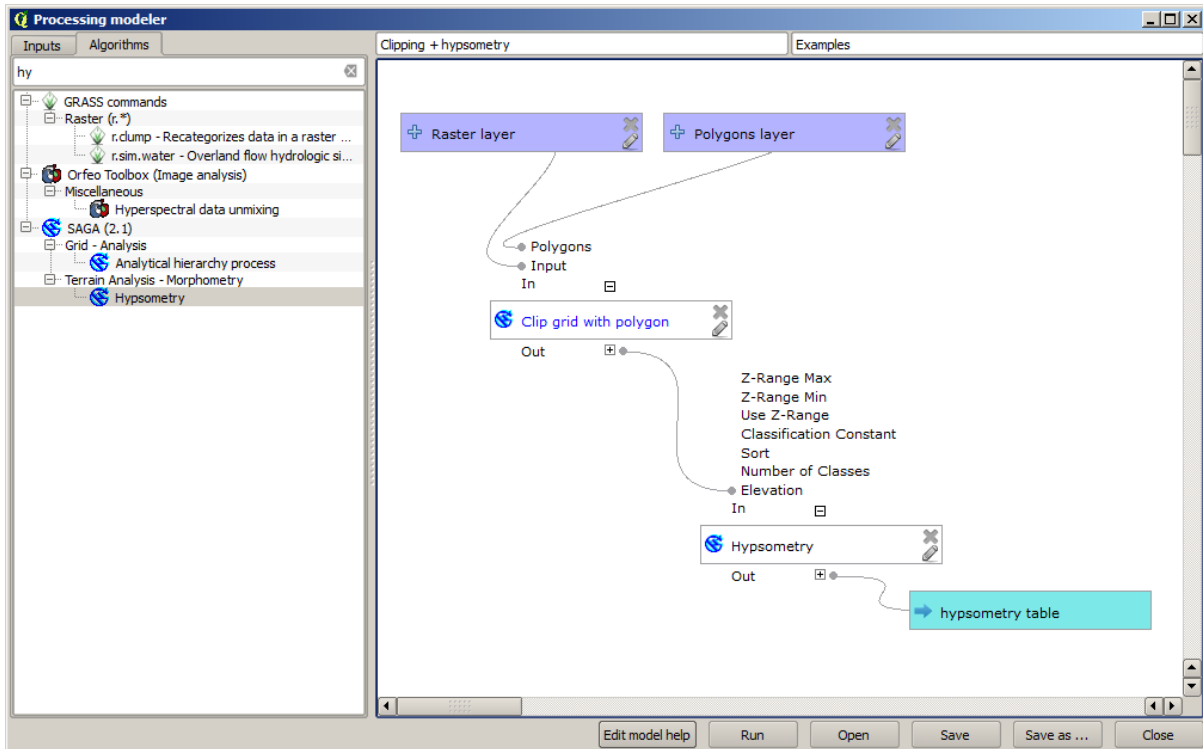 Processing modeler
Inputs
Algorithms
Clipping + hypsometry
Examples
hy
GRASS commands
Raster (r.*)
r.clump - Recategorizes data in a raster ...
r.sim.water - Overland flow hydrologic si...
Orfeo Toolbox (Image analysis)
Miscellaneous
Hyperspectral data unmixing
SAGA (2.1)
Grid - Analysis
Analytical hierarchy process
Terrain Analysis - Morphometry
Hypsometry
Raster layer
Polygons layer
Polygons
Input
In
Clip grid with polygon
Out
Z-Range Max
Z-Range Min
Use Z-Range
Classification Constant
Sort
Number of Classes
Elevation
In
Hypsometry
Out
hypsometry table
Edit model help
Run
Open
Save
Save as ...
Close